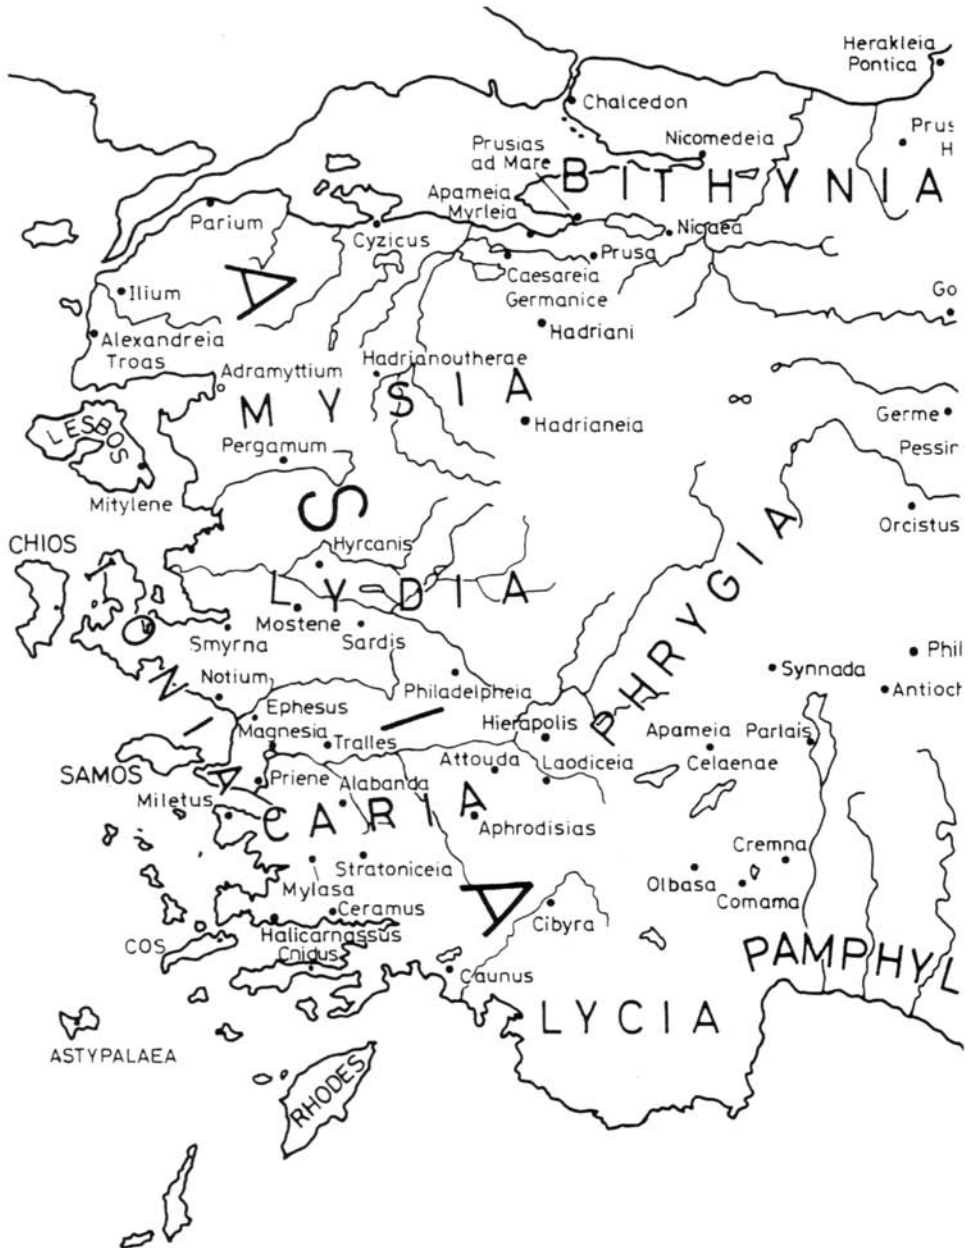 Herakleia
Pontica
Chalcedon
Prus
H
Nicomedeia
Prusias
ad Mare
BITHYNIA
Apameia
Myrleia
Parium
Cyzicus
Nicaea
Prusa
Caesareia
Germanice
Ilium
Go
Hadriani
Alexandreia
Troas
Hadrianoutherae
Adramyttium
MYSIA
Germe
LESBOS
Hadrianeia
Pergamum
Pessin
Mitylene
Orcistus
ASIA
CHIOS
Hyrcanis
LYDIA
PHRYGIA
Mostene
Smyrna
Sardis
IONIA
Phil
Synnada
Notium
Philadelpheia
Antioch
Ephesus
Hierapolis
Magnesia
Tralles
Apameia
Celaenae
Parlais
SAMOS
Attouda
Laodiceia
Priene
Alabanda
Miletus
CARIA
Aphrodisias
Cremna
Stratoniceia
Olbasa
Mylasa
Comama
Ceramus
Cibyra
Halicarnassus
COS
Cnidus
PAMPHYL
Caunus
LYCIA
ASTYPALAEA
RHODES